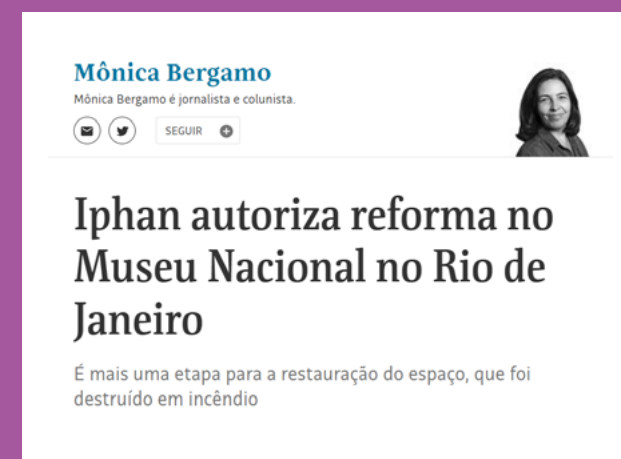 Mônica Bergamo
Mônica Bergamo é jornalista e colunista.
SEGUIR
Iphan autoriza reforma no
Museu Nacional no Rio de
Janeiro
É mais uma etapa para a restauração do espaço, que foi
destruído em incêndio